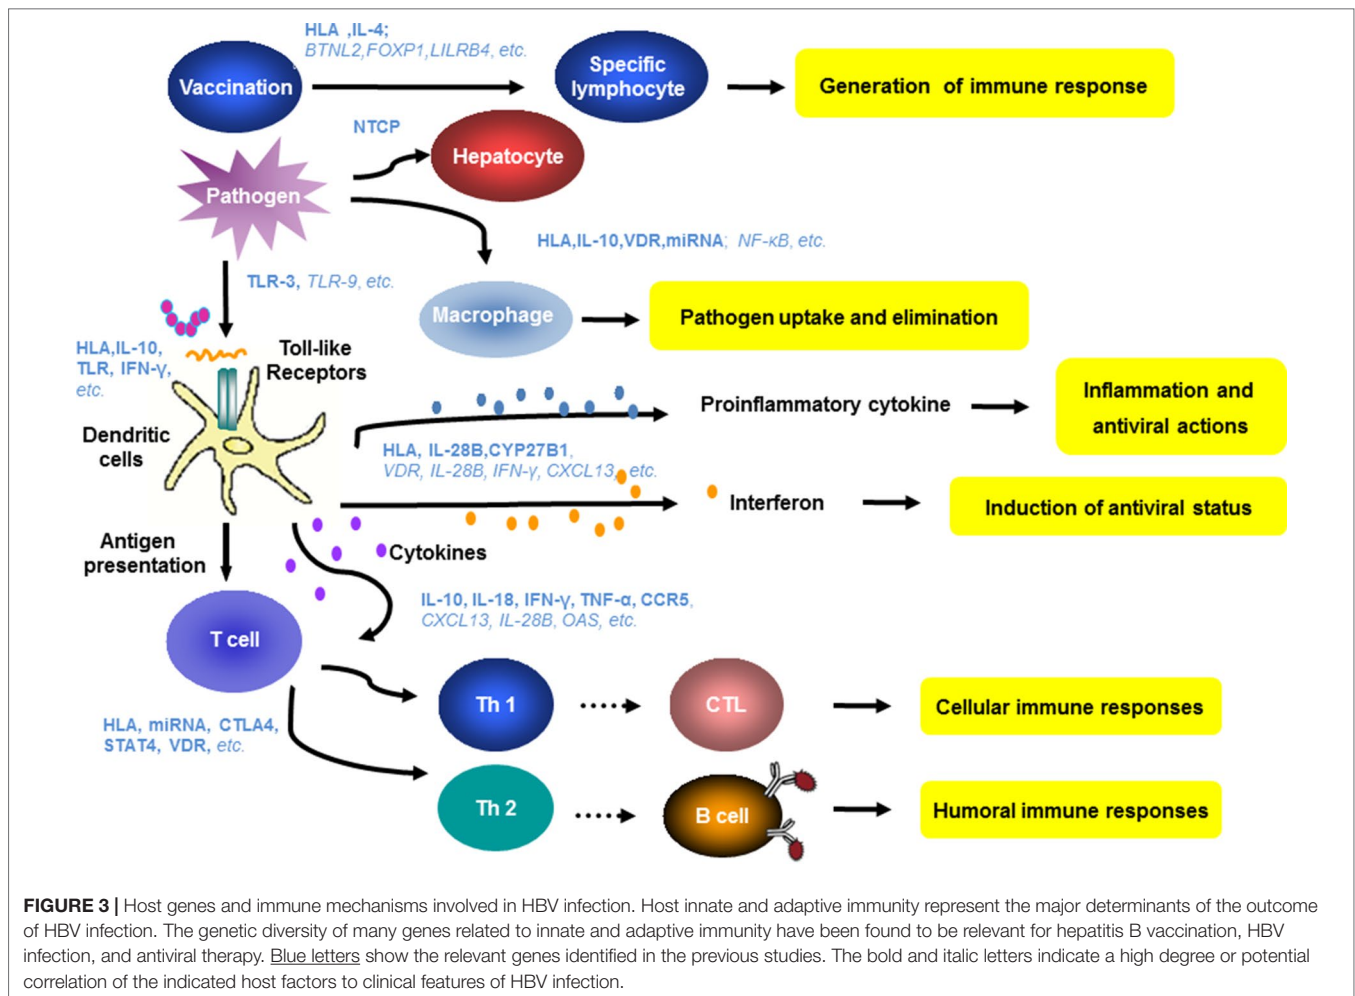 HLA ,IL-4;
BTNL2,FOXP1,LILRB4, etc.
Vaccination
Specific
lymphocyte
Generation of immune response
NTCP
Hepatocyte
Pathogen
HLA,IL-10,VDR,miRNA; NF-κB, etc.
TLR-3, TLR-9, etc.
Macrophage
Pathogen uptake and elimination
HLA,IL-10,
TLR, IFN-γ,
etc.
Toll-like
Receptors
Dendritic
cells
Proinflammatory cytokine
Inflammation and
antiviral actions
HLA, IL-28B,CYP27B1,
VDR, IL-28B, IFN-γ, CXCL13, etc.
Interferon
Induction of antiviral status
Antigen
presentation
Cytokines
IL-10, IL-18, IFN-γ, TNF-α, CCR5,
CXCL13, IL-28B, OAS, etc.
T cell
Th 1
CTL
Cellular immune responses
HLA, miRNA, CTLA4,
STAT4, VDR, etc.
Th 2
B cell
Humoral immune responses
FIGURE 3 | Host genes and immune mechanisms involved in HBV infection. Host innate and adaptive immunity represent the major determinants of the outcome
of HBV infection. The genetic diversity of many genes related to innate and adaptive immunity have been found to be relevant for hepatitis B vaccination, HBV
infection, and antiviral therapy. Blue letters show the relevant genes identified in the previous studies. The bold and italic letters indicate a high degree or potential
correlation of the indicated host factors to clinical features of HBV infection.